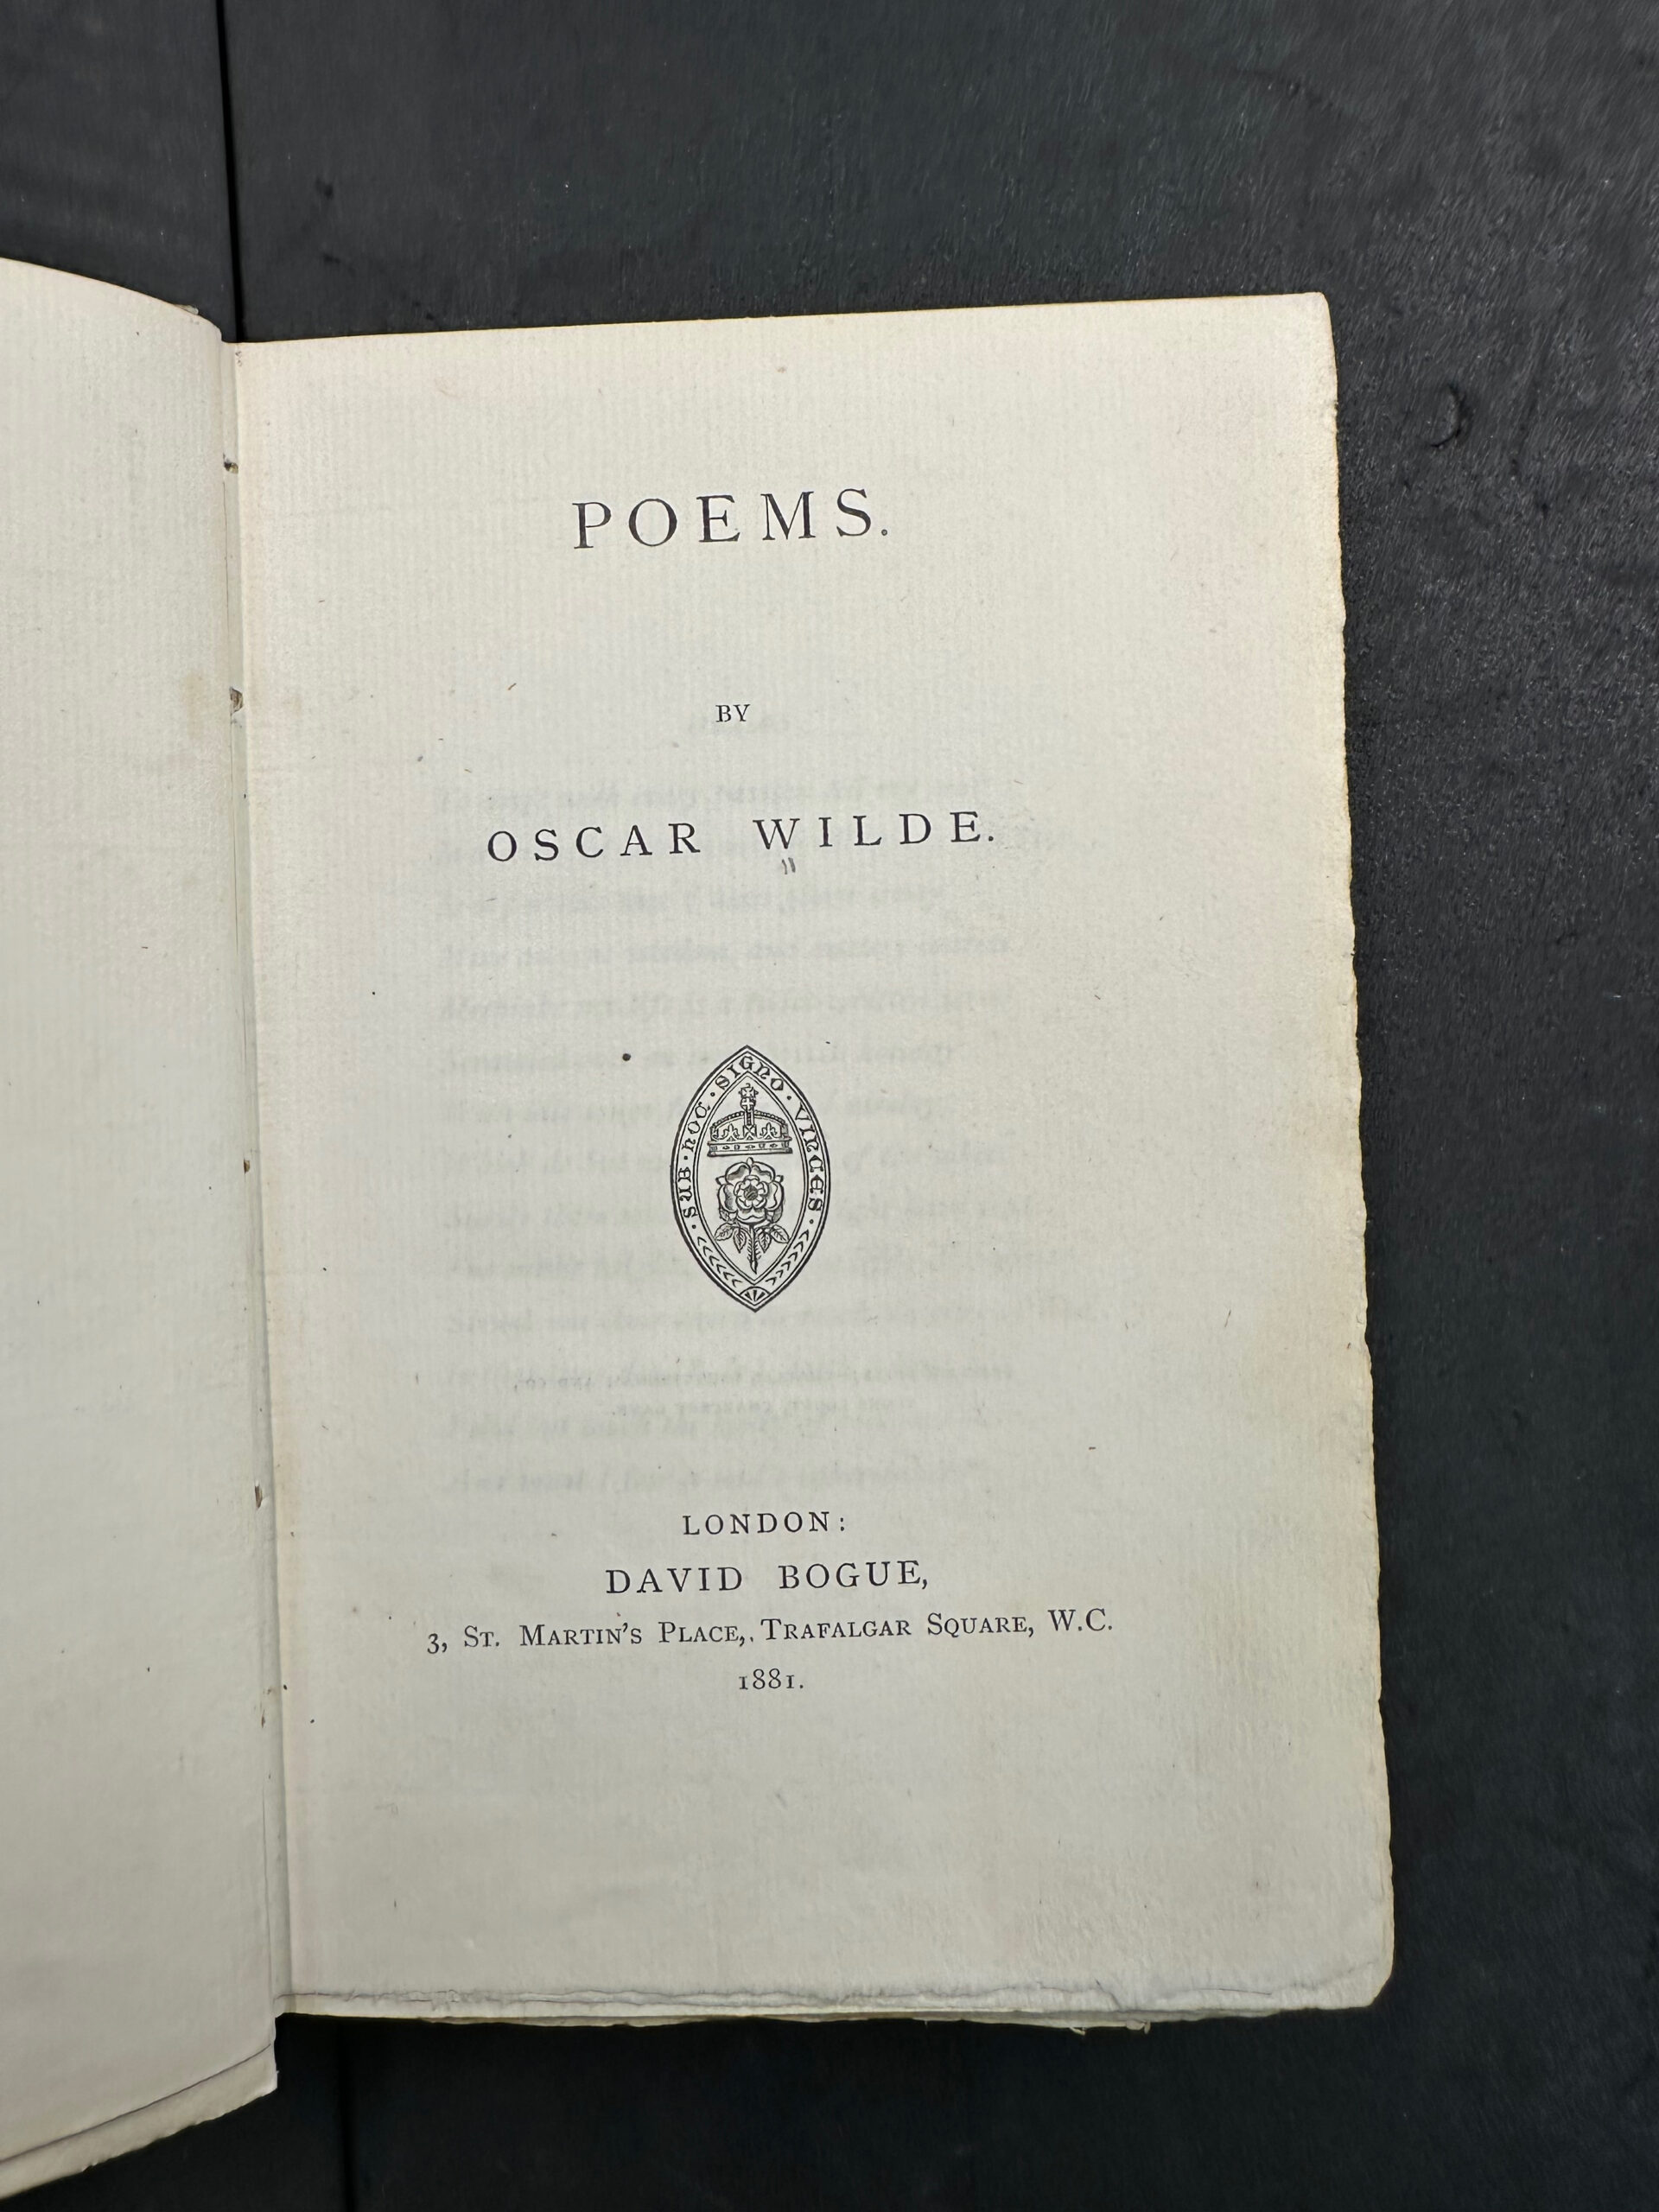 POEMS.
BY
OSCAR WILDE.
· SUB · HOC · SIGNO · VINCES ·
LONDON:
DAVID BOGUE,
3, ST. MARTIN'S PLACE, TRAFALGAR SQUARE, W.C.
1881.